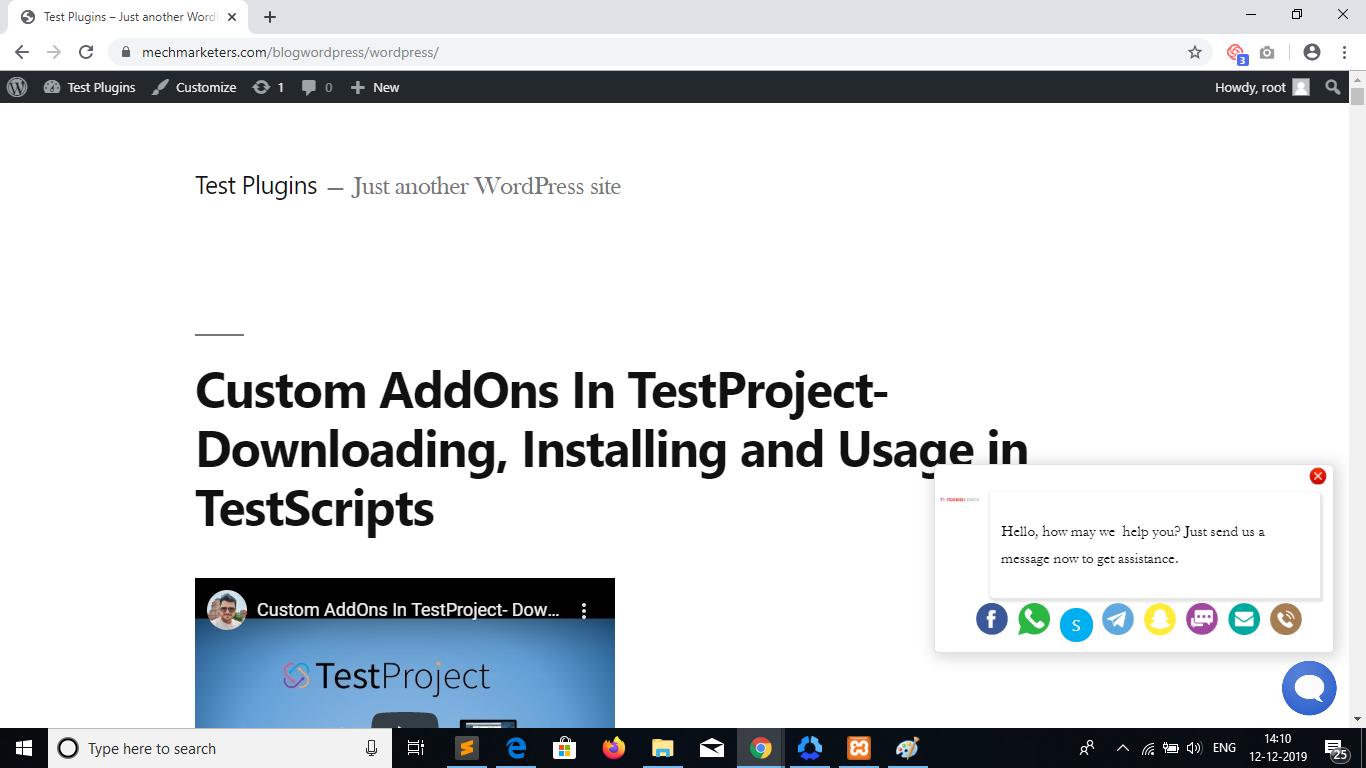 Test Plugins – Just another Word
mechmarketers.com/blogwordpress/wordpress/
3
Test Plugins
Customize
1
0
New
Howdy, root
Test Plugins — Just another WordPress site
Custom AddOns In TestProject-
Downloading, Installing and Usage in
TestScripts
Custom AddOns In TestProject- Dow...
TestProject
Hello, how may we  help you? Just send us a
message now to get assistance.
S
Type here to search
ENG
14:10
12-12-2019
25